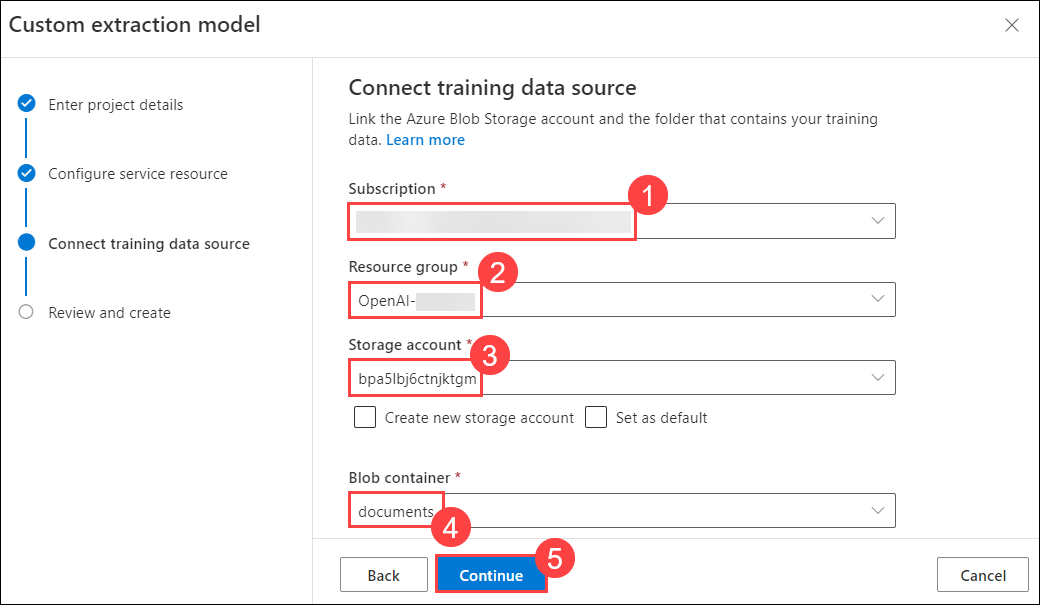 Custom extraction model
Enter project details
Configure service resource
Connect training data source
Review and create
Connect training data source
Link the Azure Blob Storage account and the folder that contains your training
data. Learn more
Subscription *
1
Resource group *
2
OpenAI-
Storage account *
3
bpa5lbj6ctnjktgm
Create new storage account
Set as default
Blob container *
documents
4
5
Back
Continue
Cancel